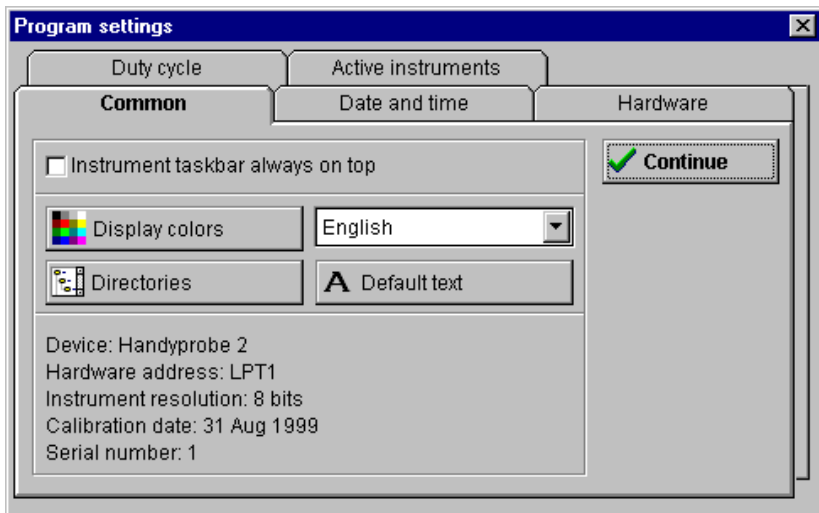 Program settings
Duty cycle
Active instruments
Common
Date and time
Hardware
Instrument taskbar always on top
Continue
Display colors
English
Directories
A Default text
Device: Handyprobe 2
Hardware address: LPT1
Instrument resolution: 8 bits
Calibration date: 31 Aug 1999
Serial number: 1